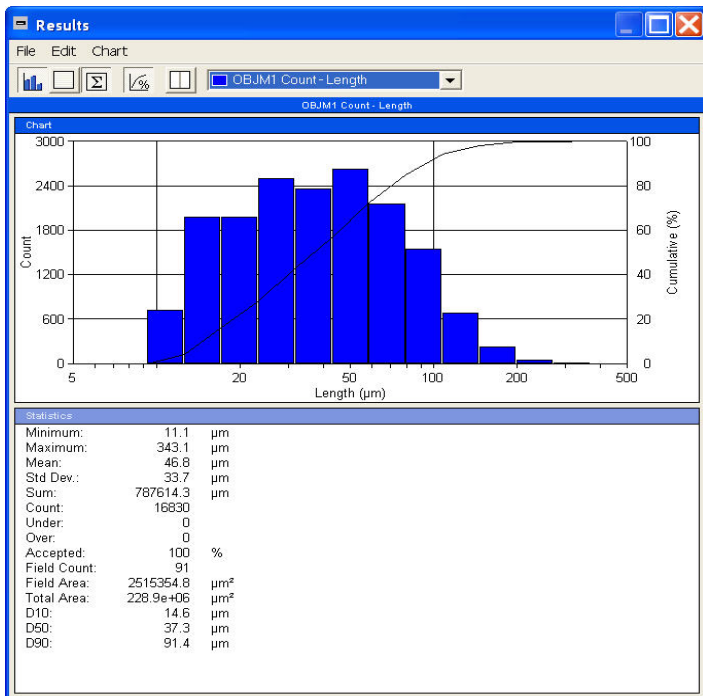 Results
File Edit Chart
Σ % OBJM1 Count - Length
OBJM1 Count - Length
Chart
3000 100
2400 80
1800 60
1200 40
600 20
0 0
Count
Cumulative (%)
5 20 50 100 200 500
Length (µm)
Statistics
Minimum: 11.1 µm
Maximum: 343.1 µm
Mean: 46.8 µm
Std Dev.: 33.7 µm
Sum: 787614.3 µm
Count: 16830
Under: 0
Over: 0
Accepted: 100 %
Field Count: 91
Field Area: 2515354.8 µm²
Total Area: 228.9e+06 µm²
D10: 14.6 µm
D50: 37.3 µm
D90: 91.4 µm